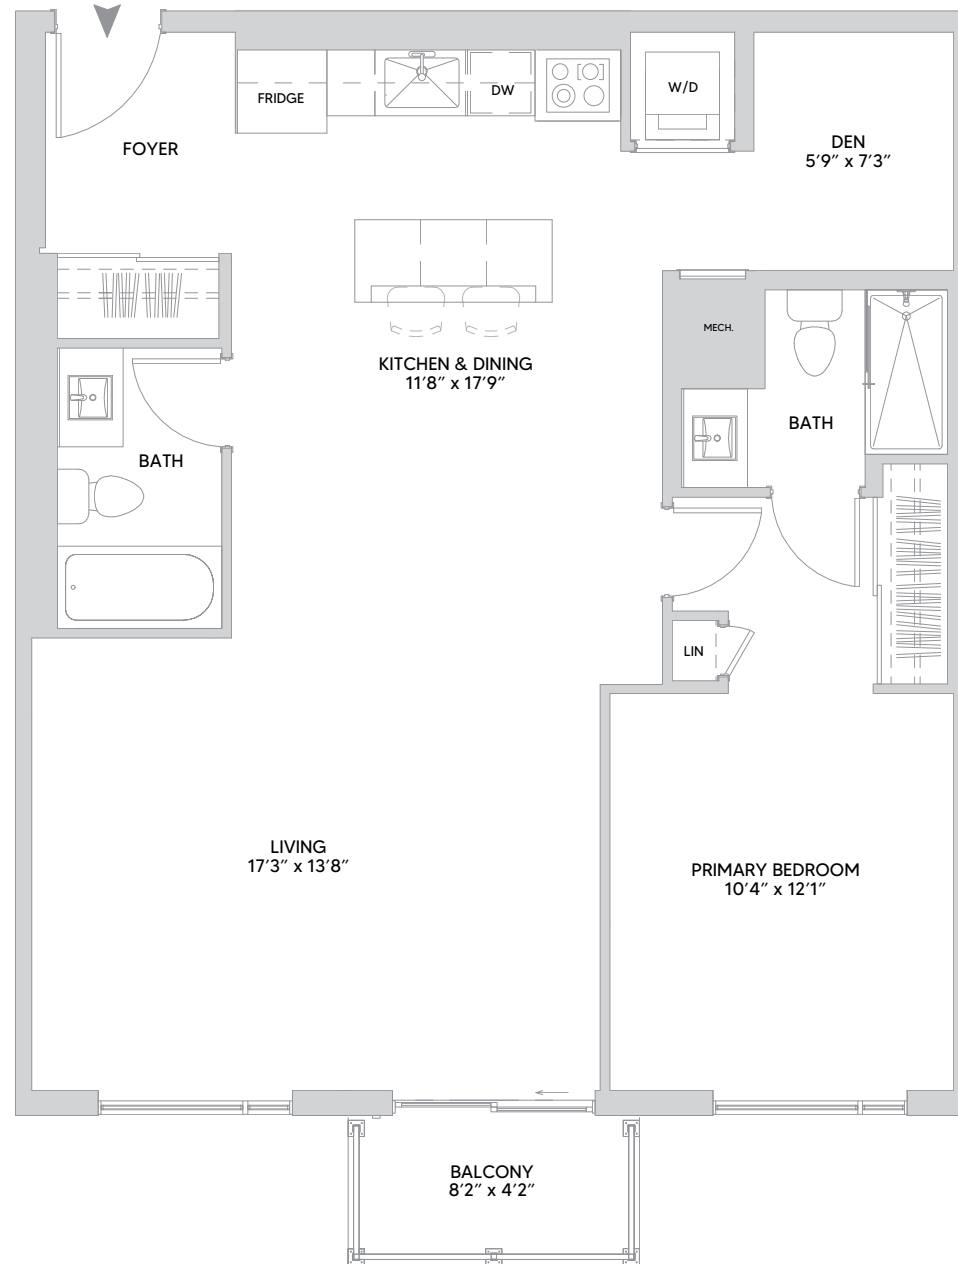 FRIDGE
DW
W/D
FOYER
DEN
5′9″ x 7′3″
MECH.
KITCHEN & DINING
11′8″ x 17′9″
BATH
BATH
LIN
LIVING
17′3″ x 13′8″
PRIMARY BEDROOM
10′4″ x 12′1″
BALCONY
8′2″ x 4′2″